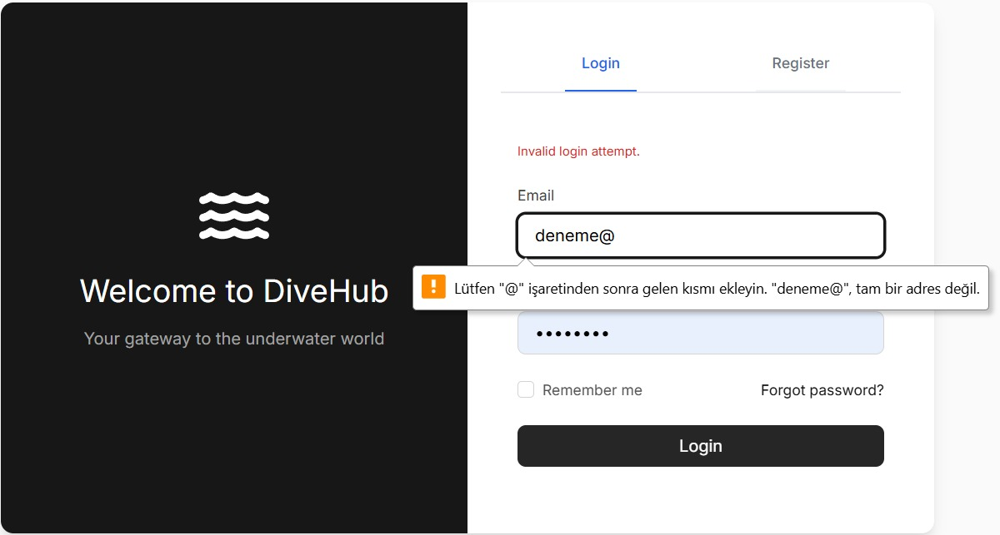 Welcome to DiveHub
Your gateway to the underwater world
Login
Register
Invalid login attempt.
Email
deneme@
Lütfen "@" işaretinden sonra gelen kısmı ekleyin. "deneme@", tam bir adres değil.
••••••••
Remember me
Forgot password?
Login